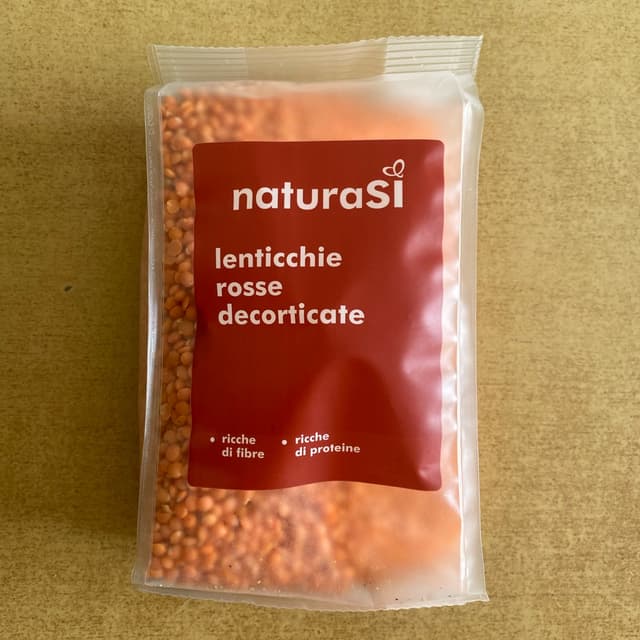 naturaSì
lenticchie
rosse
decorticate
• ricche
di fibre
• ricche
di proteine